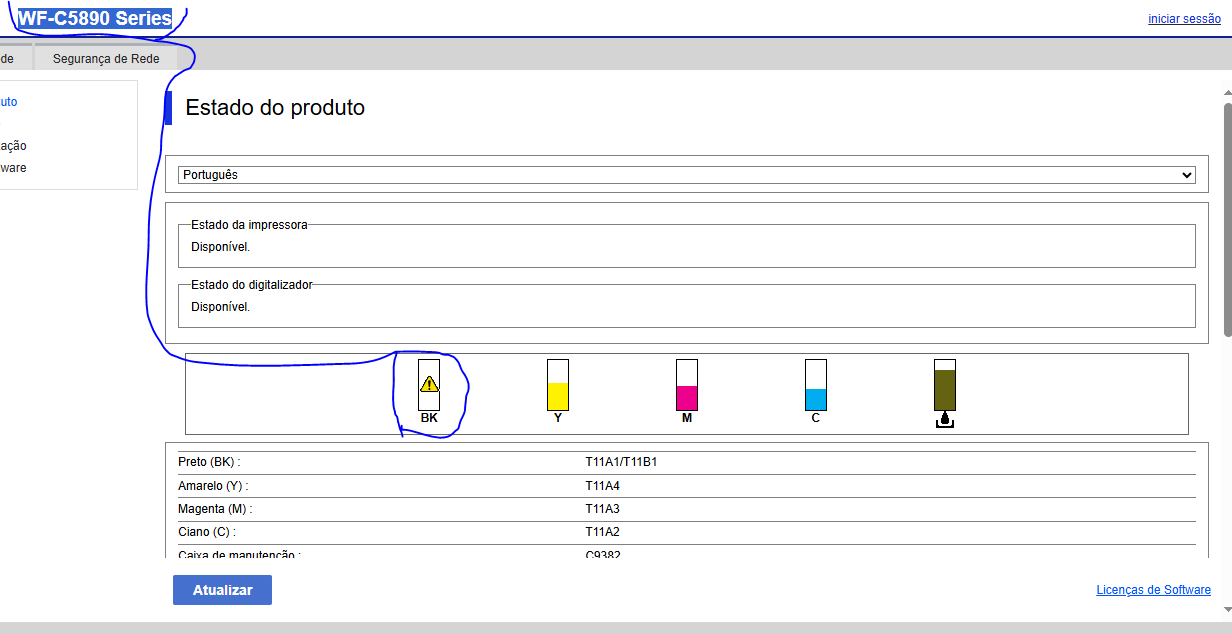 WF-C5890 Series
iniciar sessão
de
Segurança de Rede
uto
ação
ware
Estado do produto
Português
Estado da impressora
Disponível.
Estado do digitalizador
Disponível.
BK Y M C
Preto (BK) : T11A1/T11B1
Amarelo (Y) : T11A4
Magenta (M) : T11A3
Ciano (C) : T11A2
Caixa de manutenção : C9382
Atualizar
Licenças de Software